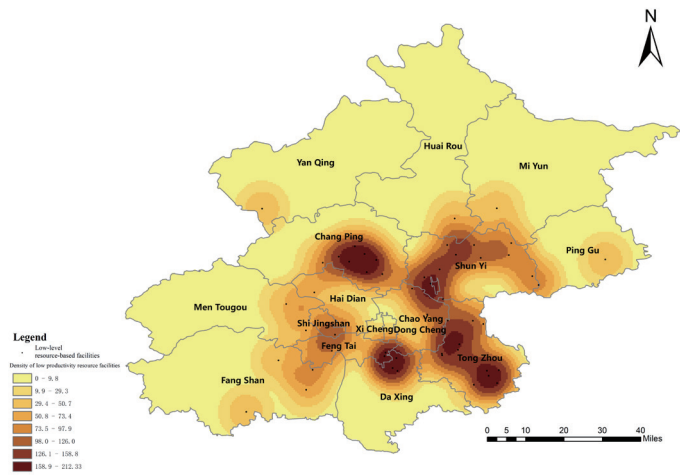 N
Huai Rou
Yan Qing
Mi Yun
Chang Ping
Ping Gu
Shun Yi
Hai Dian
Men Tougou
Chao Yang
Shi Jingshan
Xi Cheng Dong Cheng
Feng Tai
Tong Zhou
Fang Shan
Da Xing
Legend
Low-level
resource-based facilities
Density of low productivity resource facilities
0 - 9.8
9.9 - 29.3
29.4 - 50.7
50.8 - 73.4
73.5 - 97.9
98.0 - 126.0
126.1 - 158.8
158.9 - 212.33
0 5 10 20 30 40
Miles